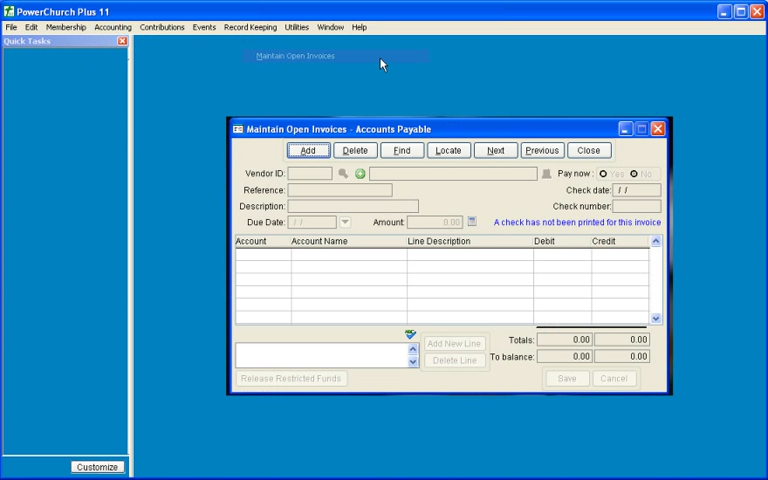 PowerChurch Plus 11
File Edit Membership Accounting Contributions Events Record Keeping Utilities Window Help
Quick Tasks
Maintain Open Invoices
Maintain Open Invoices - Accounts Payable
Add Delete Find Locate Next Previous Close
Vendor ID: Pay now: Yes No
Reference: Check date: / /
Description: Check number:
Due Date: / / Amount: 0.00 A check has not been printed for this invoice
Account Account Name Line Description Debit Credit
ABC
Add New Line Totals: 0.00 0.00
Delete Line To balance: 0.00 0.00
Release Restricted Funds Save Cancel
Customize